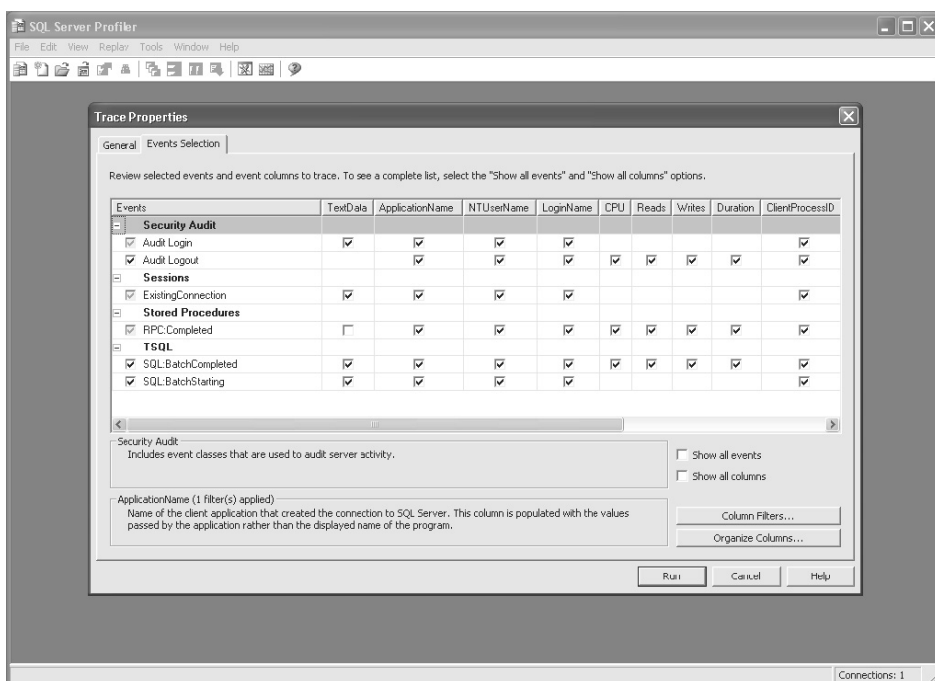 SQL Server Profiler
File Edit View Replay Tools Window Help
Trace Properties
General Events Selection
Review selected events and event columns to trace. To see a complete list, select the "Show all events" and "Show all columns" options.
Events TextData ApplicationName NTUserName LoginName CPU Reads Writes Duration ClientProcessID
Security Audit
Audit Login
Audit Logout
Sessions
ExistingConnection
Stored Procedures
RPC:Completed
TSQL
SQL:BatchCompleted
SQL:BatchStarting
Security Audit
Includes event classes that are used to audit server activity.
Show all events
Show all columns
ApplicationName (1 filter(s) applied)
Name of the client application that created the connection to SQL Server. This column is populated with the values
passed by the application rather than the displayed name of the program.
Column Filters...
Organize Columns...
Run Cancel Help
Connections: 1